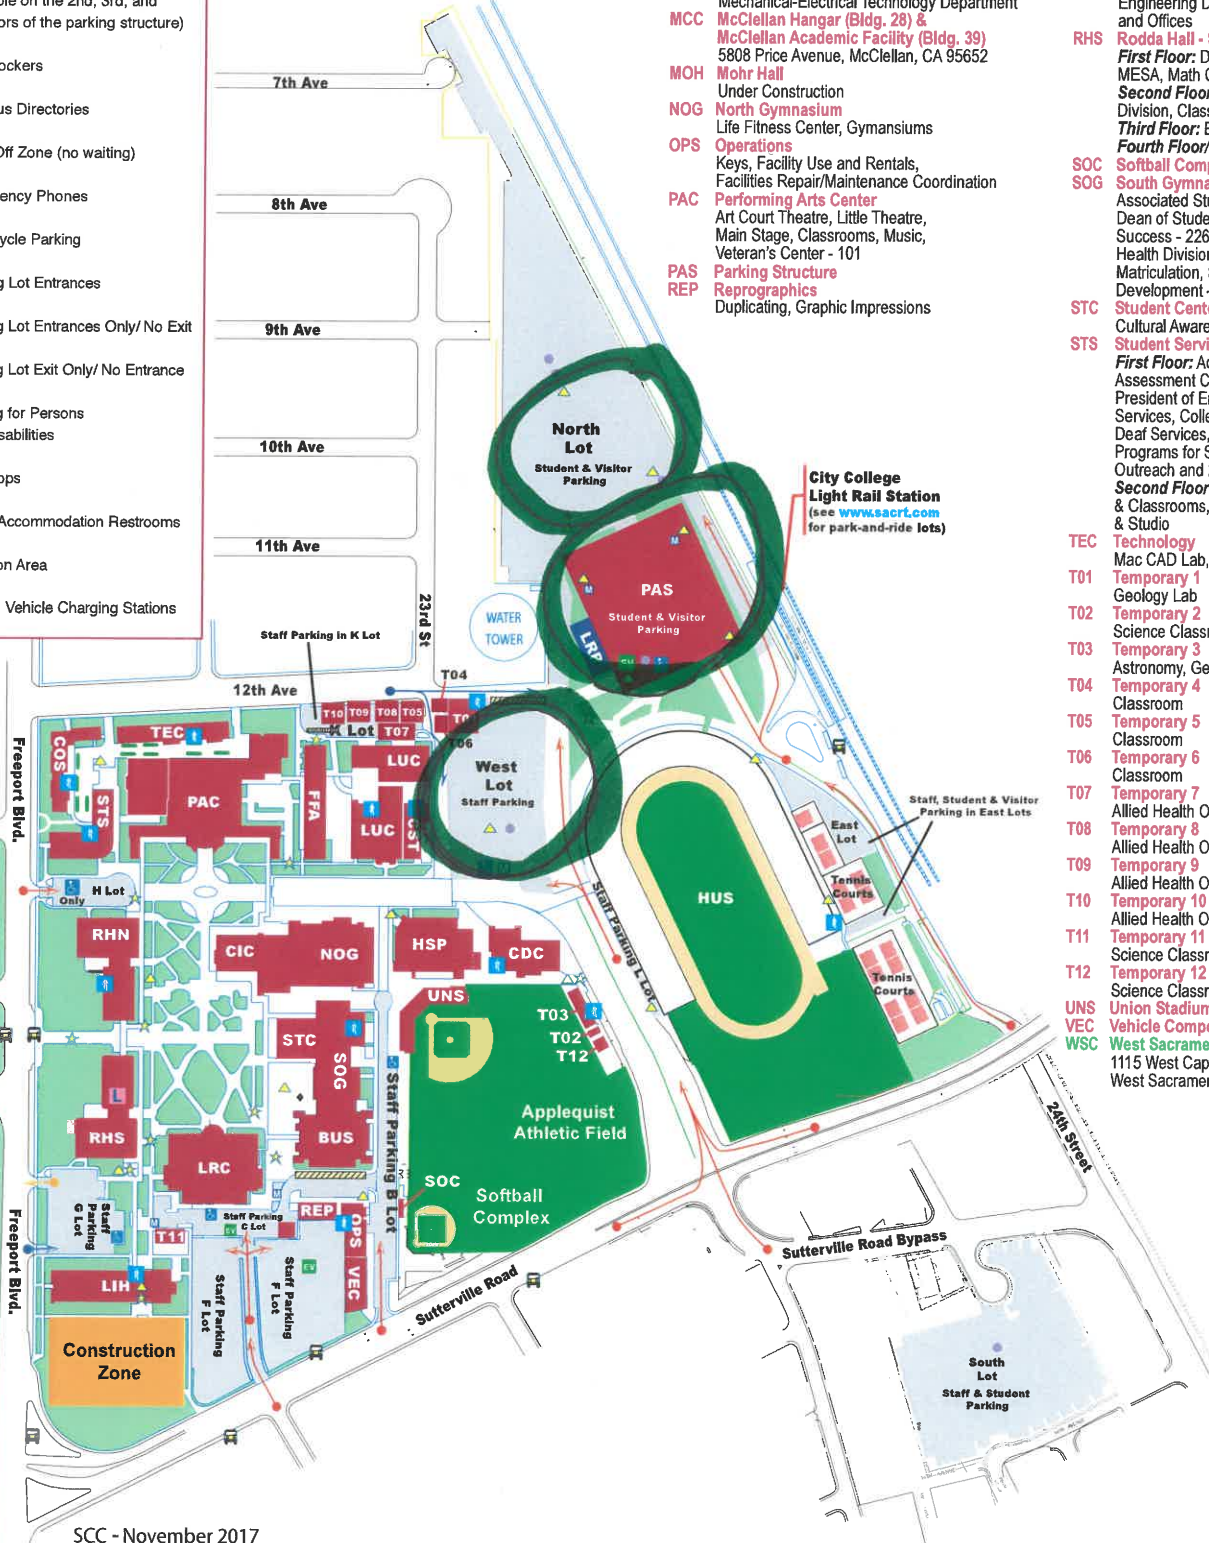 ors of the parking structure)
ockers
us Directories
Off Zone (no waiting)
ency Phones
ycle Parking
g Lot Entrances
g Lot Entrances Only/ No Exit
g Lot Exit Only/ No Entrance
g for Persons
sabilities
ops
Accommodation Restrooms
on Area
Vehicle Charging Stations
Mechanical-Electrical Technology Department
MCC McClellan Hangar (Bldg. 28) &
McClellan Academic Facility (Bldg. 39)
5808 Price Avenue, McClellan, CA 95652
MOH Mohr Hall
Under Construction
NOG North Gymnasium
Life Fitness Center, Gymansiums
OPS Operations
Keys, Facility Use and Rentals,
Facilities Repair/Maintenance Coordination
PAC Performing Arts Center
Art Court Theatre, Little Theatre,
Main Stage, Classrooms, Music,
Veteran's Center - 101
PAS Parking Structure
REP Reprographics
Duplicating, Graphic Impressions
Engineering D
and Offices
RHS Rodda Hall -
First Floor: D
MESA, Math C
Second Floor
Division, Class
Third Floor: E
Fourth Floor/
SOC Softball Comp
SOG South Gymna
Associated Stu
Dean of Stude
Success - 226
Health Division
Matriculation,
Development -
STC Student Cent
Cultural Aware
STS Student Servi
First Floor: Ad
Assessment C
President of En
Services, Colle
Deaf Services,
Programs for S
Outreach and
Second Floor
& Classrooms,
& Studio
TEC Technology
Mac CAD Lab,
T01 Temporary 1
Geology Lab
T02 Temporary 2
Science Classr
T03 Temporary 3
Astronomy, Ge
T04 Temporary 4
Classroom
T05 Temporary 5
Classroom
T06 Temporary 6
Classroom
T07 Temporary 7
Allied Health O
T08 Temporary 8
Allied Health O
T09 Temporary 9
Allied Health O
T10 Temporary 10
Allied Health O
T11 Temporary 11
Science Classr
T12 Temporary 12
Science Classr
UNS Union Stadium
VEC Vehicle Compo
WSC West Sacrame
1115 West Cap
West Sacramen
7th Ave
8th Ave
9th Ave
10th Ave
11th Ave
12th Ave
23rd St
North
Lot
Student & Visitor
Parking
City College
Light Rail Station
(see www.sacrt.com
for park-and-ride lots)
PAS
Student & Visitor
Parking
LRP
EV
M
M
WATER
TOWER
Staff Parking in K Lot
T04
T10
T09
T08
T05
T07
T06
K Lot
West
Lot
Staff Parking
TEC
COS
STS
PAC
FFA
LUC
LUC
CST
Freeport Blvd.
H Lot
Only
RHN
CIC
NOG
HSP
CDC
UNS
Staff Parking L Lot
HUS
East
Lot
Staff, Student & Visitor
Parking in East Lots
Tennis
Courts
Tennis
Courts
T03
T02
T12
STC
SOG
L
RHS
LRC
BUS
Staff Parking B Lot
Applequist
Athletic Field
SOC
Softball
Complex
24th Street
Staff
Parking
G Lot
M
M
T11
Staff Parking
C Lot
EV
REP
OPS
VEC
EV
Staff Parking
F Lot
Staff Parking
F Lot
LIH
Freeport Blvd.
Construction
Zone
Sutterville Road
Sutterville Road Bypass
South
Lot
Staff & Student
Parking
SCC - November 2017